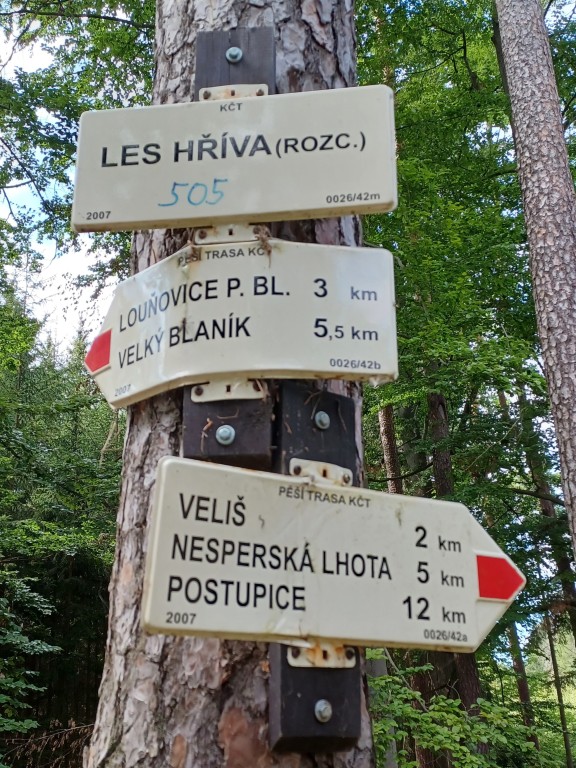 KČT
LES HŘÍVA (ROZC.)
505
2007 0026/42m
PĚŠÍ TRASA KČT
LOUŇOVICE P. BL. 3 km
VELKÝ BLANÍK 5,5 km
2007 0026/42b
PĚŠÍ TRASA KČT
VELIŠ 2 km
NESPERSKÁ LHOTA 5 km
POSTUPICE 12 km
2007 0026/42a